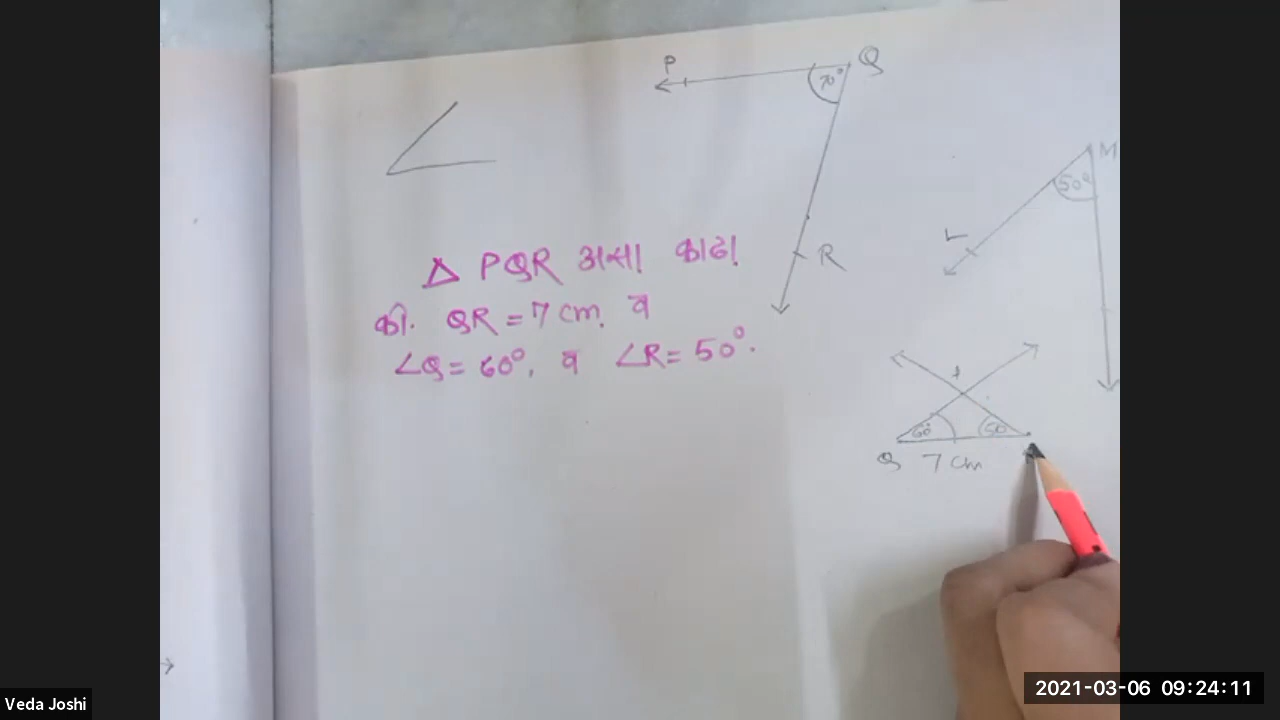 P
Q
70°
M
50°
L
R
△ PQR असा काढा
की. QR = 7 cm. व
∠Q = 60°, व ∠R = 50°.
60° 50
Q 7 cm
Veda Joshi
2021-03-06 09:24:11